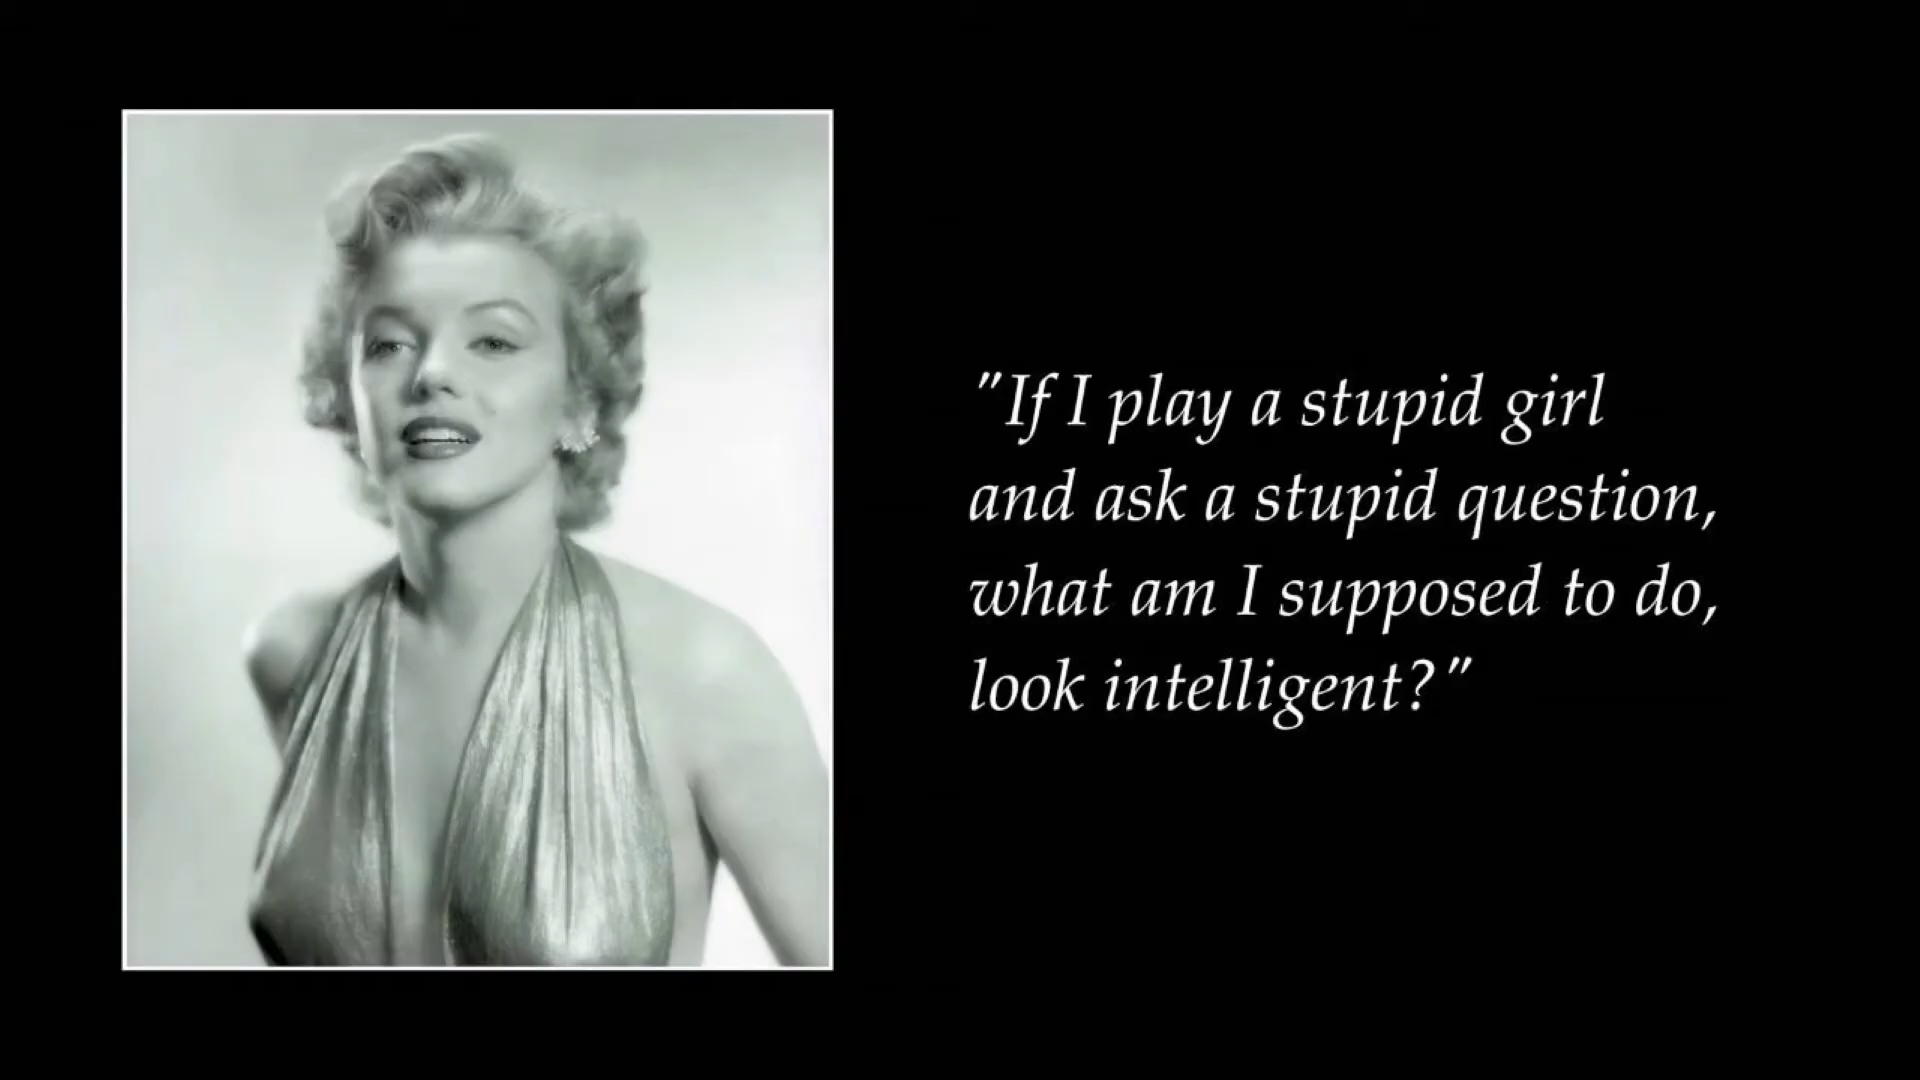 "If I play a stupid girl
and ask a stupid question,
what am I supposed to do,
look intelligent?"